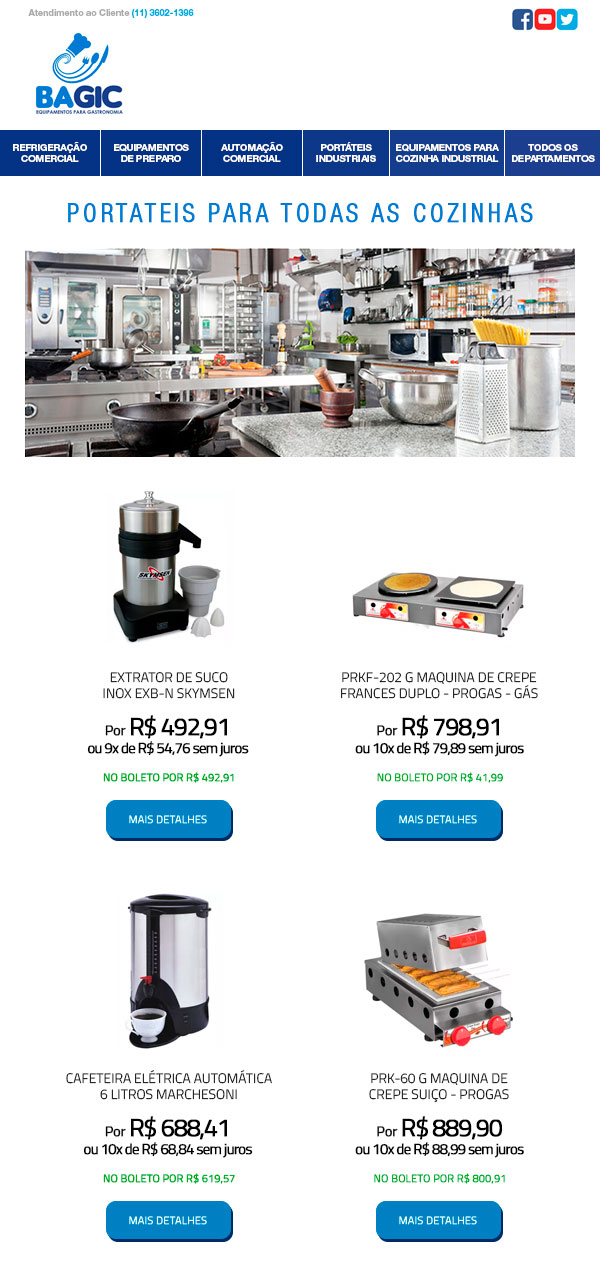 Atendimento ao Cliente (11) 3602-1396
BAGIC
EQUIPAMENTOS PARA GASTRONOMIA
REFRIGERAÇÃO
COMERCIAL
EQUIPAMENTOS
DE PREPARO
AUTOMAÇÃO
COMERCIAL
PORTÁTEIS
INDUSTRIAIS
EQUIPAMENTOS PARA
COZINHA INDUSTRIAL
TODOS OS
DEPARTAMENTOS
PORTATEIS PARA TODAS AS COZINHAS
SKYMSEN
EXTRATOR DE SUCO
INOX EXB-N SKYMSEN
Por R$ 492,91
ou 9x de R$ 54,76 sem juros
NO BOLETO POR R$ 492,91
MAIS DETALHES
PRKF-202 G MAQUINA DE CREPE
FRANCES DUPLO - PROGAS - GÁS
Por R$ 798,91
ou 10x de R$ 79,89 sem juros
NO BOLETO POR R$ 41,99
MAIS DETALHES
CAFETEIRA ELÉTRICA AUTOMÁTICA
6 LITROS MARCHESONI
Por R$ 688,41
ou 10x de R$ 68,84 sem juros
NO BOLETO POR R$ 619,57
MAIS DETALHES
PRK-60 G MAQUINA DE
CREPE SUIÇO - PROGAS
Por R$ 889,90
ou 10x de R$ 88,99 sem juros
NO BOLETO POR R$ 800,91
MAIS DETALHES